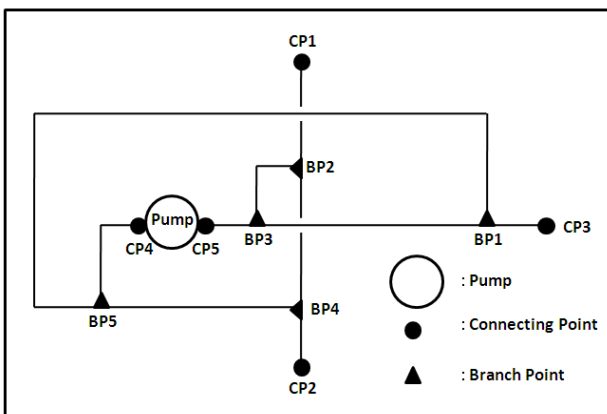 CP1
BP2
Pump
CP4
CP5
BP3
BP1
CP3
BP5
BP4
CP2
: Pump
: Connecting Point
: Branch Point